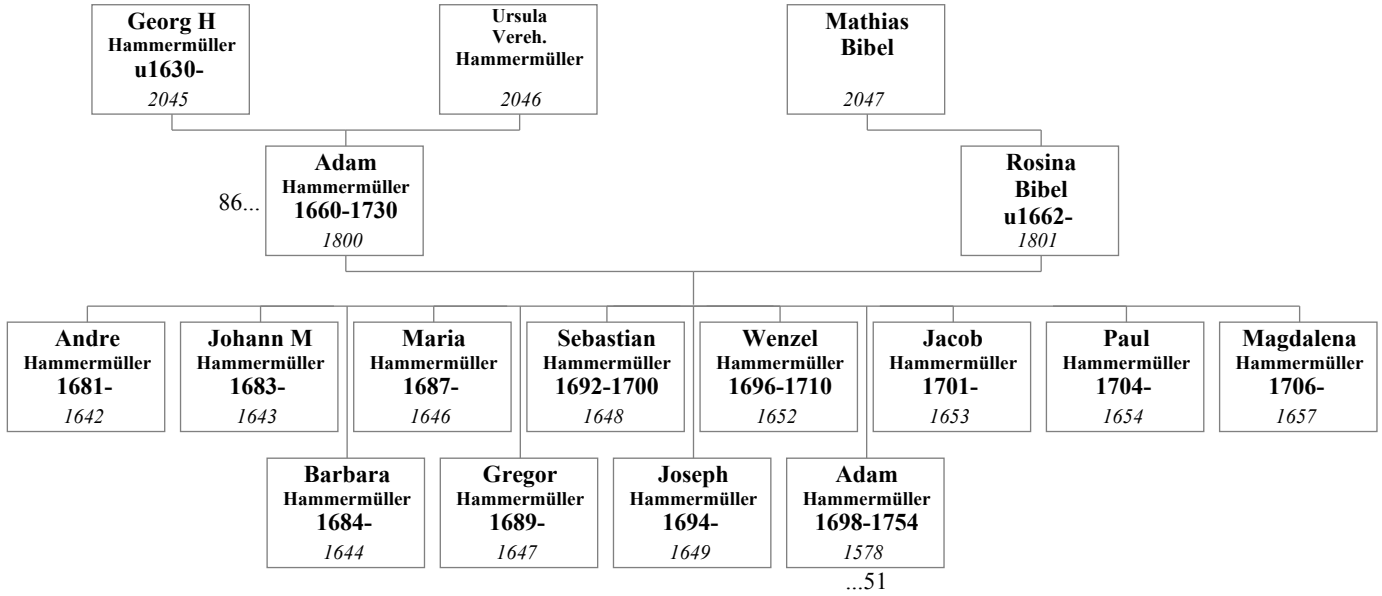 Georg H
Hammermüller
u1630-
2045
Ursula
Vereh.
Hammermüller
2046
Mathias
Bibel
2047
86...
Adam
Hammermüller
1660-1730
1800
Rosina
Bibel
u1662-
1801
Andre
Hammermüller
1681-
1642
Johann M
Hammermüller
1683-
1643
Maria
Hammermüller
1687-
1646
Sebastian
Hammermüller
1692-1700
1648
Wenzel
Hammermüller
1696-1710
1652
Jacob
Hammermüller
1701-
1653
Paul
Hammermüller
1704-
1654
Magdalena
Hammermüller
1706-
1657
Barbara
Hammermüller
1684-
1644
Gregor
Hammermüller
1689-
1647
Joseph
Hammermüller
1694-
1649
Adam
Hammermüller
1698-1754
1578
...51